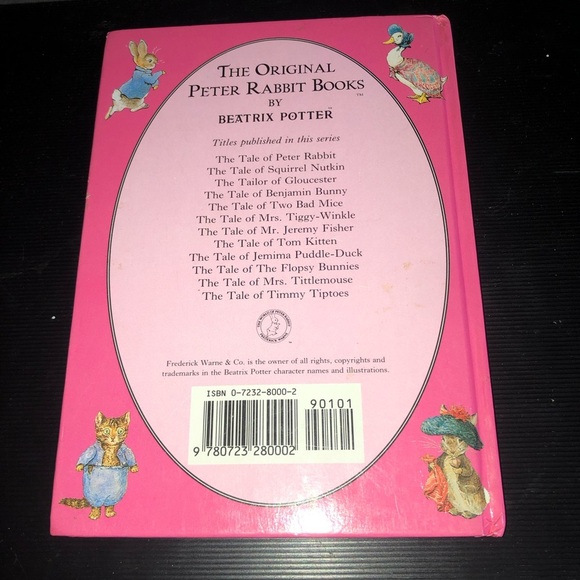 THE ORIGINAL
PETER RABBIT BOOKS™
BY
BEATRIX POTTER™
Titles published in this series
The Tale of Peter Rabbit
The Tale of Squirrel Nutkin
The Tailor of Gloucester
The Tale of Benjamin Bunny
The Tale of Two Bad Mice
The Tale of Mrs. Tiggy-Winkle
The Tale of Mr. Jeremy Fisher
The Tale of Tom Kitten
The Tale of Jemima Puddle-Duck
The Tale of The Flopsy Bunnies
The Tale of Mrs. Tittlemouse
The Tale of Timmy Tiptoes
Frederick Warne & Co. is the owner of all rights, copyrights and
trademarks in the Beatrix Potter character names and illustrations.
ISBN 0-7232-8000-2
90101
9 780723 280002